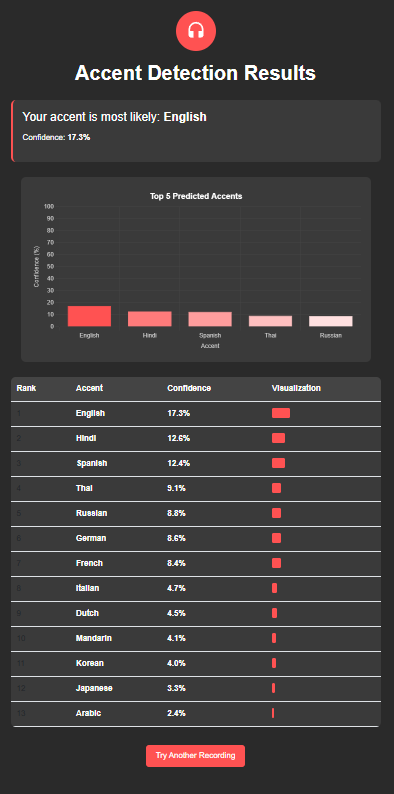 Accent Detection Results
Your accent is most likely: English
Confidence: 17.3%
Top 5 Predicted Accents
100
90
80
70
60
50
40
30
20
10
0
Confidence (%)
English Hindi Spanish Thai Russian
Accent
Rank Accent Confidence Visualization
1 English 17.3%
2 Hindi 12.6%
3 Spanish 12.4%
4 Thai 9.1%
5 Russian 8.8%
6 German 8.6%
7 French 8.4%
8 Italian 4.7%
9 Dutch 4.5%
10 Mandarin 4.1%
11 Korean 4.0%
12 Japanese 3.3%
13 Arabic 2.4%
Try Another Recording